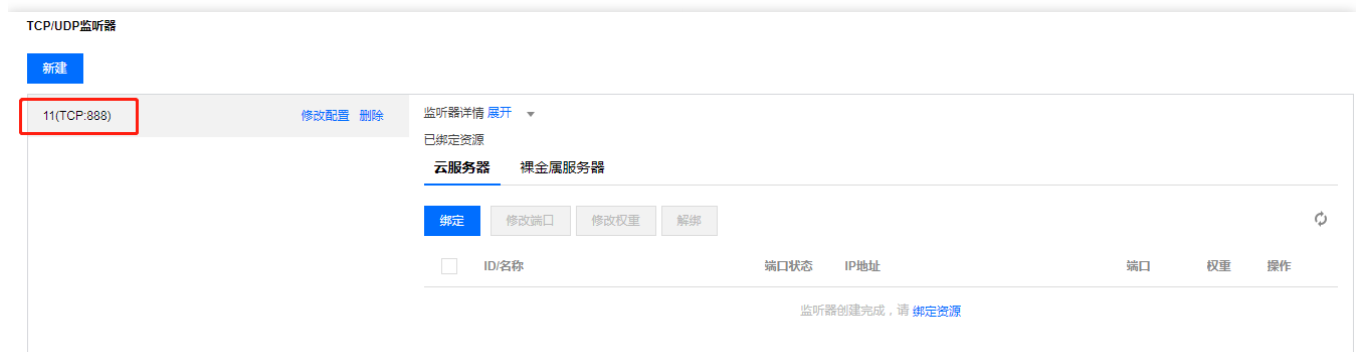 TCP/UDP监听器
新建
11(TCP:888) 修改配置 删除
监听器详情 展开
已绑定资源
云服务器 裸金属服务器
绑定 修改端口 修改权重 解绑
ID/名称 端口状态 IP地址 端口 权重 操作
监听器创建完成，请 绑定资源